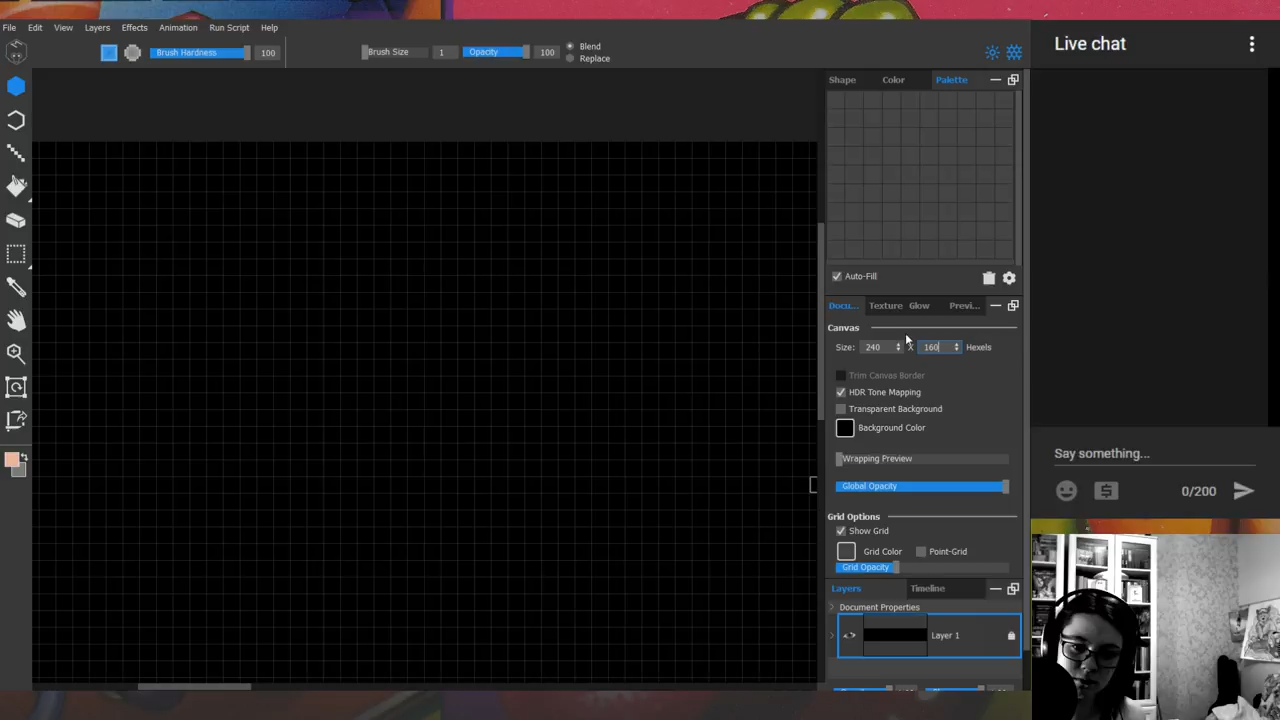 File Edit View Layers Effects Animation Run Script Help
Live chat
Brush Hardness 100 Brush Size 1 Opacity 100 Blend
Replace
Shape Color Palette
Auto-Fill
Docu... Texture Glow Previ...
Canvas
Size: 240 X 160 Hexels
Trim Canvas Border
HDR Tone Mapping
Transparent Background
Background Color
Wrapping Preview
Say something...
Global Opacity
0/200
Grid Options
Show Grid
Grid Color Point-Grid
Grid Opacity
Layers Timeline
Document Properties
Layer 1